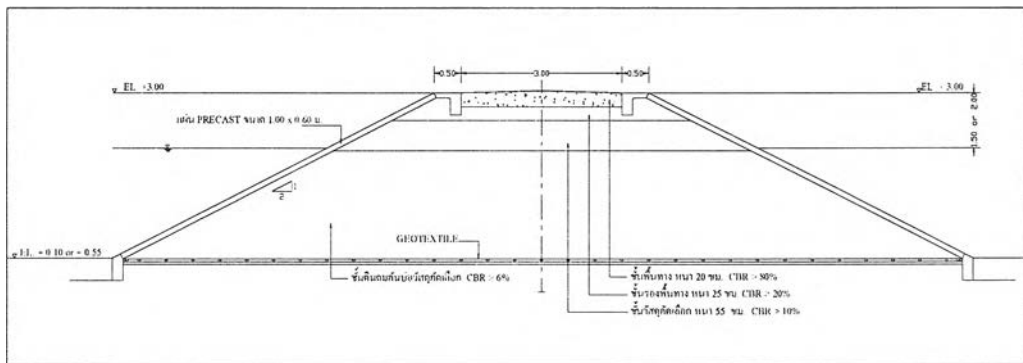 0.50
3.00
0.50
EL +3.00
EL + 3.00
แผ่น PRECAST ขนาด 1.00 x 0.60 ม.
1.50 or 2.00
1
2
EL = 0.10 or - 0.55
GEOTEXTILE
ชั้นดินถมคันบ่อวัสดุคัดเลือก CBR > 6%
ชั้นพื้นทาง หนา 20 ซม. CBR > 80%
ชั้นรองพื้นทาง หนา 25 ซม. CBR > 20%
ชั้นวัสดุคัดเลือก หนา 55 ซม. CBR > 10%